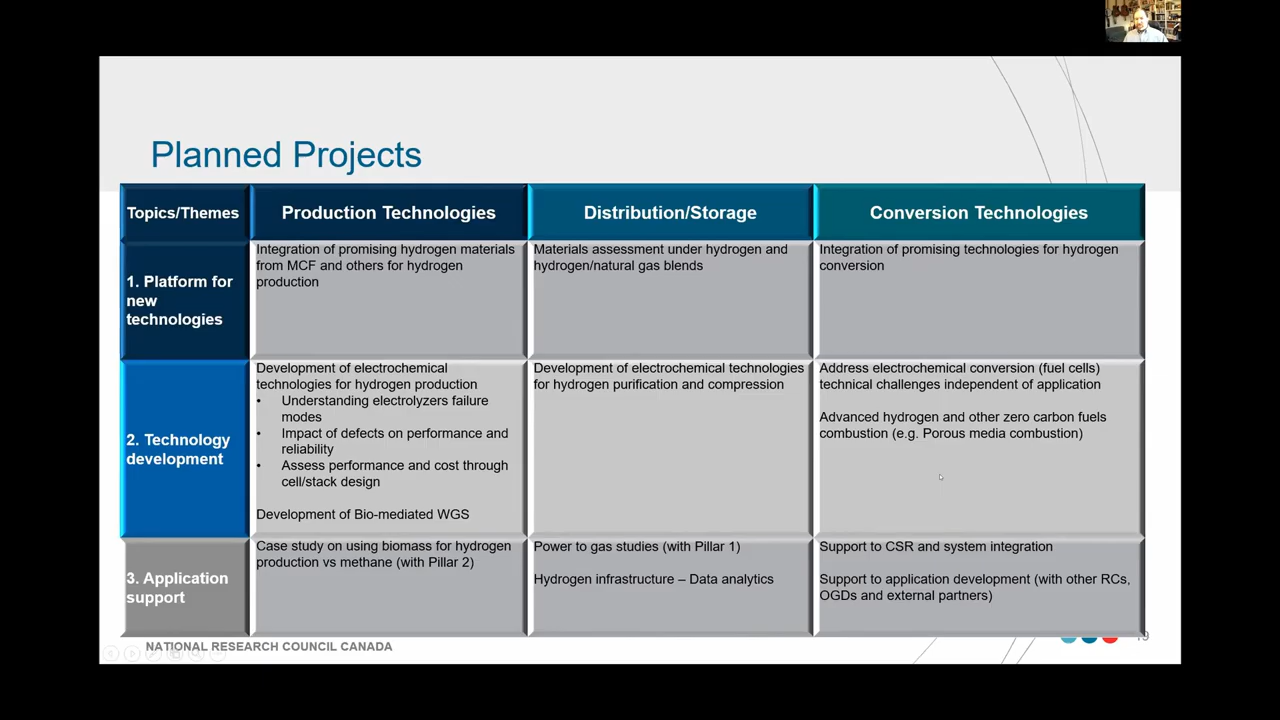 Planned Projects
Topics/Themes
Production Technologies
Distribution/Storage
Conversion Technologies
1. Platform for
new
technologies
Integration of promising hydrogen materials
from MCF and others for hydrogen
production
Materials assessment under hydrogen and
hydrogen/natural gas blends
Integration of promising technologies for hydrogen
conversion
2. Technology
development
Development of electrochemical
technologies for hydrogen production
• Understanding electrolyzers failure
modes
• Impact of defects on performance and
reliability
• Assess performance and cost through
cell/stack design
Development of Bio-mediated WGS
Development of electrochemical technologies
for hydrogen purification and compression
Address electrochemical conversion (fuel cells)
technical challenges independent of application
Advanced hydrogen and other zero carbon fuels
combustion (e.g. Porous media combustion)
3. Application
support
Case study on using biomass for hydrogen
production vs methane (with Pillar 2)
Power to gas studies (with Pillar 1)
Hydrogen infrastructure – Data analytics
Support to CSR and system integration
Support to application development (with other RCs,
OGDs and external partners)
NATIONAL RESEARCH COUNCIL CANADA